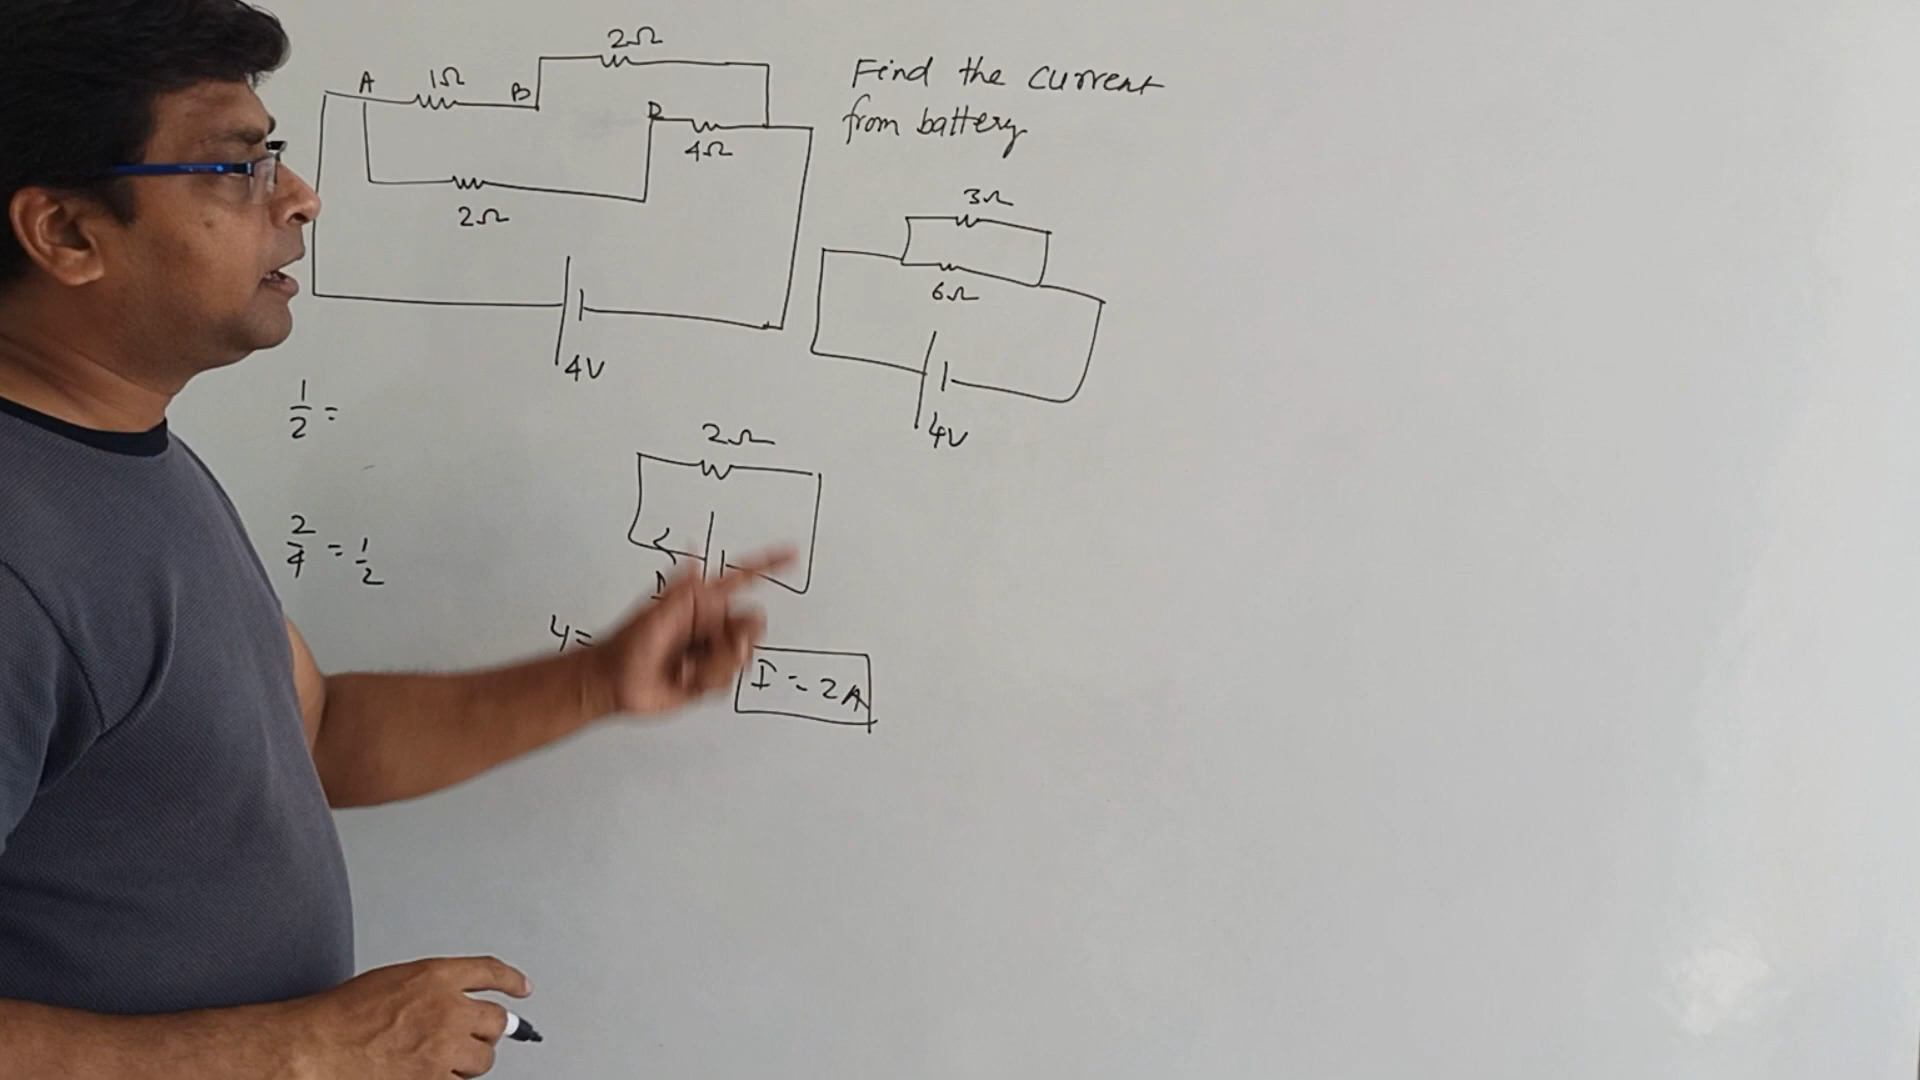 2Ω
A 1Ω B
D
4Ω
2Ω
4V
Find the current
from battery
3Ω
6Ω
4V
1/2 =
2/4 = 1/2
2Ω
I
4=
I = 2A